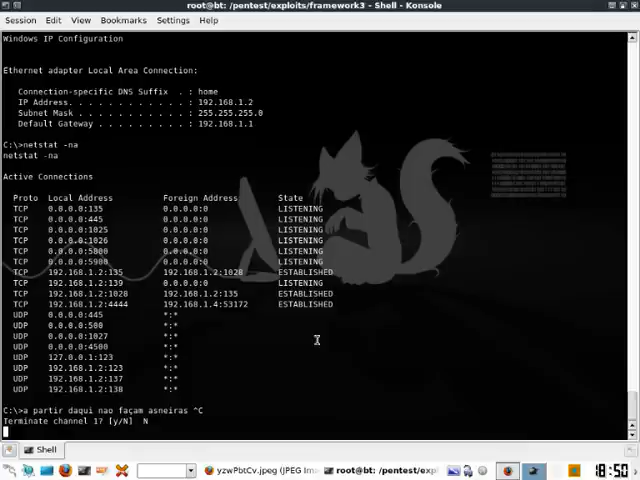 root@bt: /pentest/exploits/framework3 - Shell - Konsole
Session Edit View Bookmarks Settings Help
Windows IP Configuration
Ethernet adapter Local Area Connection:
Connection-specific DNS Suffix . : home
IP Address. . . . . . . . . . . . : 192.168.1.2
Subnet Mask . . . . . . . . . . . : 255.255.255.0
Default Gateway . . . . . . . . . : 192.168.1.1
C:\>netstat -na
netstat -na
Active Connections
Proto Local Address Foreign Address State
TCP 0.0.0.0:135 0.0.0.0:0 LISTENING
TCP 0.0.0.0:445 0.0.0.0:0 LISTENING
TCP 0.0.0.0:1025 0.0.0.0:0 LISTENING
TCP 0.0.0.0:1026 0.0.0.0:0 LISTENING
TCP 0.0.0.0:5800 0.0.0.0:0 LISTENING
TCP 0.0.0.0:5900 0.0.0.0:0 LISTENING
TCP 192.168.1.2:135 192.168.1.2:1028 ESTABLISHED
TCP 192.168.1.2:139 0.0.0.0:0 LISTENING
TCP 192.168.1.2:1028 192.168.1.2:135 ESTABLISHED
TCP 192.168.1.2:4444 192.168.1.4:53172 ESTABLISHED
UDP 0.0.0.0:445 *:*
UDP 0.0.0.0:500 *:*
UDP 0.0.0.0:1027 *:*
UDP 0.0.0.0:4500 *:*
UDP 127.0.0.1:123 *:*
UDP 192.168.1.2:123 *:*
UDP 192.168.1.2:137 *:*
UDP 192.168.1.2:138 *:*
C:\>a partir daqui nao façam asneiras ^C
Terminate channel 1? [y/N] N
Shell
yzwPbtCv.jpeg (JPEG Im
root@bt: /pentest/expl
18:50